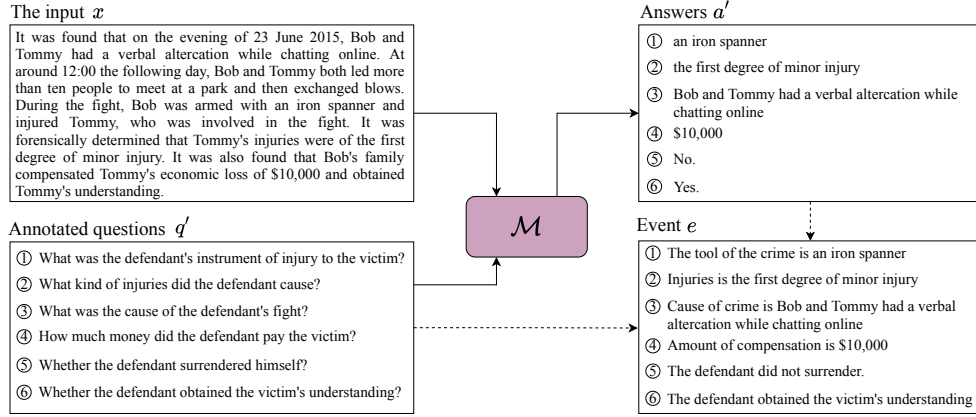 The input x
It was found that on the evening of 23 June 2015, Bob and
Tommy had a verbal altercation while chatting online. At
around 12:00 the following day, Bob and Tommy both led more
than ten people to meet at a park and then exchanged blows.
During the fight, Bob was armed with an iron spanner and
injured Tommy, who was involved in the fight. It was
forensically determined that Tommy's injuries were of the first
degree of minor injury. It was also found that Bob's family
compensated Tommy's economic loss of $10,000 and obtained
Tommy's understanding.
Annotated questions q′
① What was the defendant's instrument of injury to the victim?
② What kind of injuries did the defendant cause?
③ What was the cause of the defendant's fight?
④ How much money did the defendant pay the victim?
⑤ Whether the defendant surrendered himself?
⑥ Whether the defendant obtained the victim's understanding?
ℳ
Answers a′
① an iron spanner
② the first degree of minor injury
③ Bob and Tommy had a verbal altercation while
chatting online
④ $10,000
⑤ No.
⑥ Yes.
Event e
① The tool of the crime is an iron spanner
② Injuries is the first degree of minor injury
③ Cause of crime is Bob and Tommy had a verbal
altercation while chatting online
④ Amount of compensation is $10,000
⑤ The defendant did not surrender.
⑥ The defendant obtained the victim's understanding